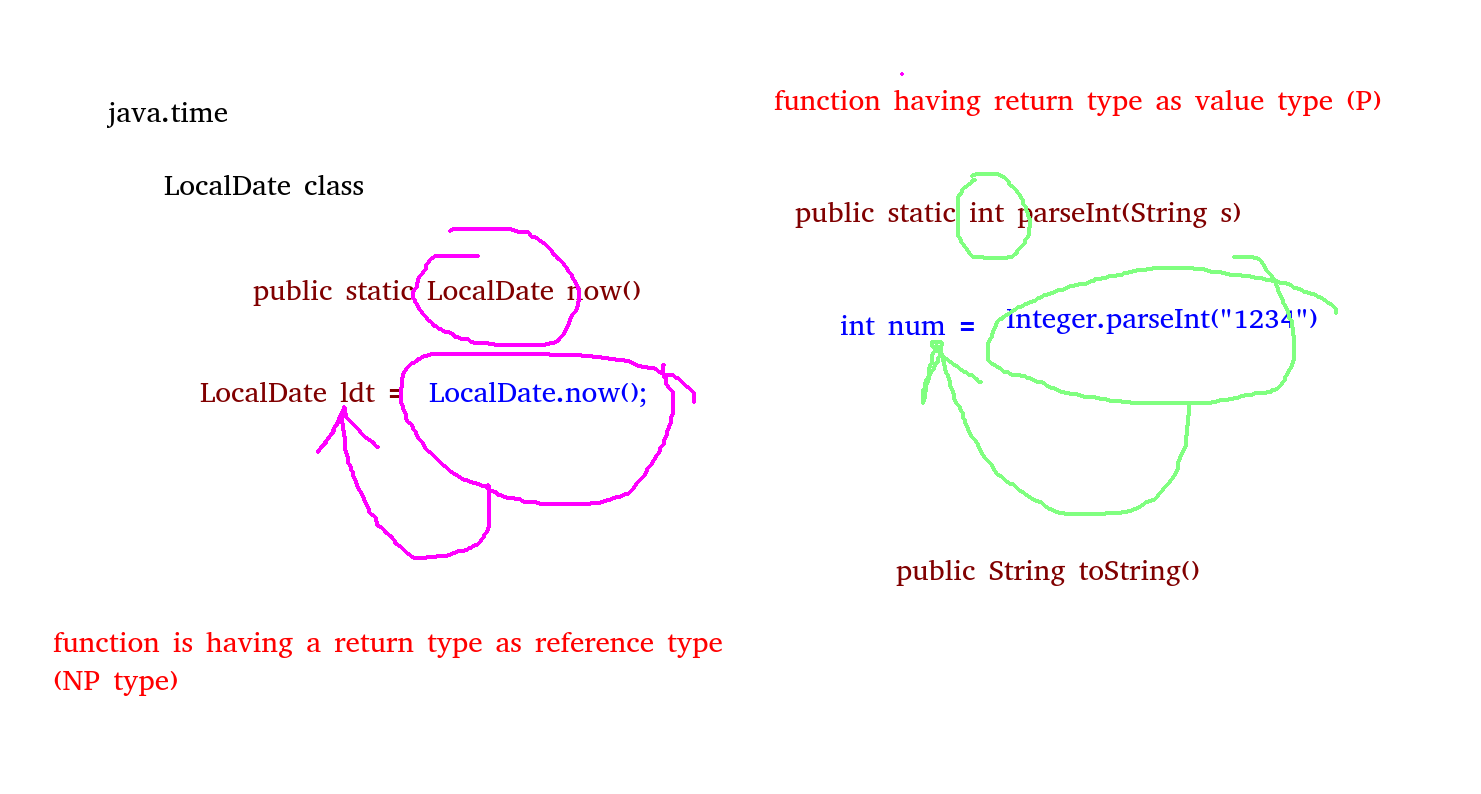 java.time
LocalDate class
public static LocalDate now()
LocalDate ldt = LocalDate.now();
function is having a return type as reference type
(NP type)
function having return type as value type (P)
public static int parseInt(String s)
int num = Integer.parseInt("1234")
public String toString()